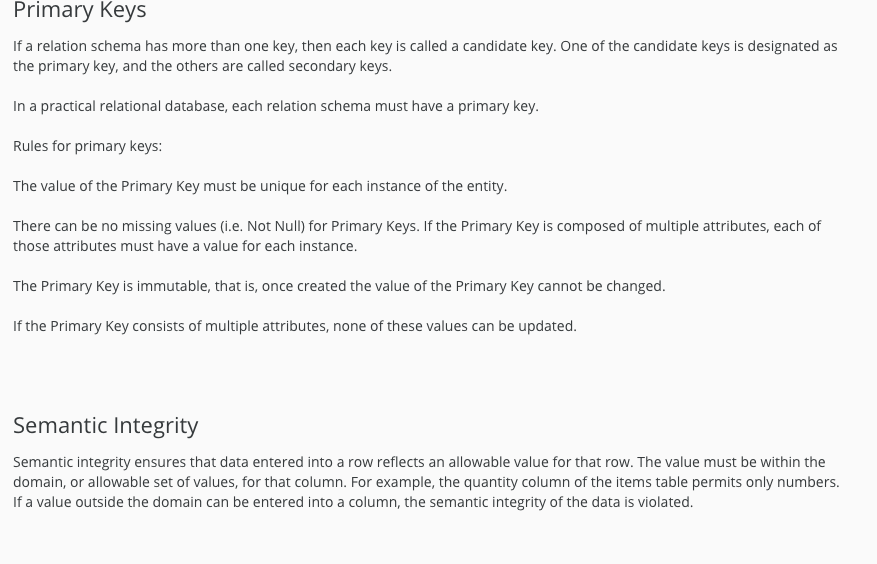 Primary Keys
If a relation schema has more than one key, then each key is called a candidate key. One of the candidate keys is designated as
the primary key, and the others are called secondary keys.
In a practical relational database, each relation schema must have a primary key.
Rules for primary keys:
The value of the Primary Key must be unique for each instance of the entity.
There can be no missing values (i.e. Not Null) for Primary Keys. If the Primary Key is composed of multiple attributes, each of
those attributes must have a value for each instance.
The Primary Key is immutable, that is, once created the value of the Primary Key cannot be changed.
If the Primary Key consists of multiple attributes, none of these values can be updated.
Semantic Integrity
Semantic integrity ensures that data entered into a row reflects an allowable value for that row. The value must be within the
domain, or allowable set of values, for that column. For example, the quantity column of the items table permits only numbers.
If a value outside the domain can be entered into a column, the semantic integrity of the data is violated.